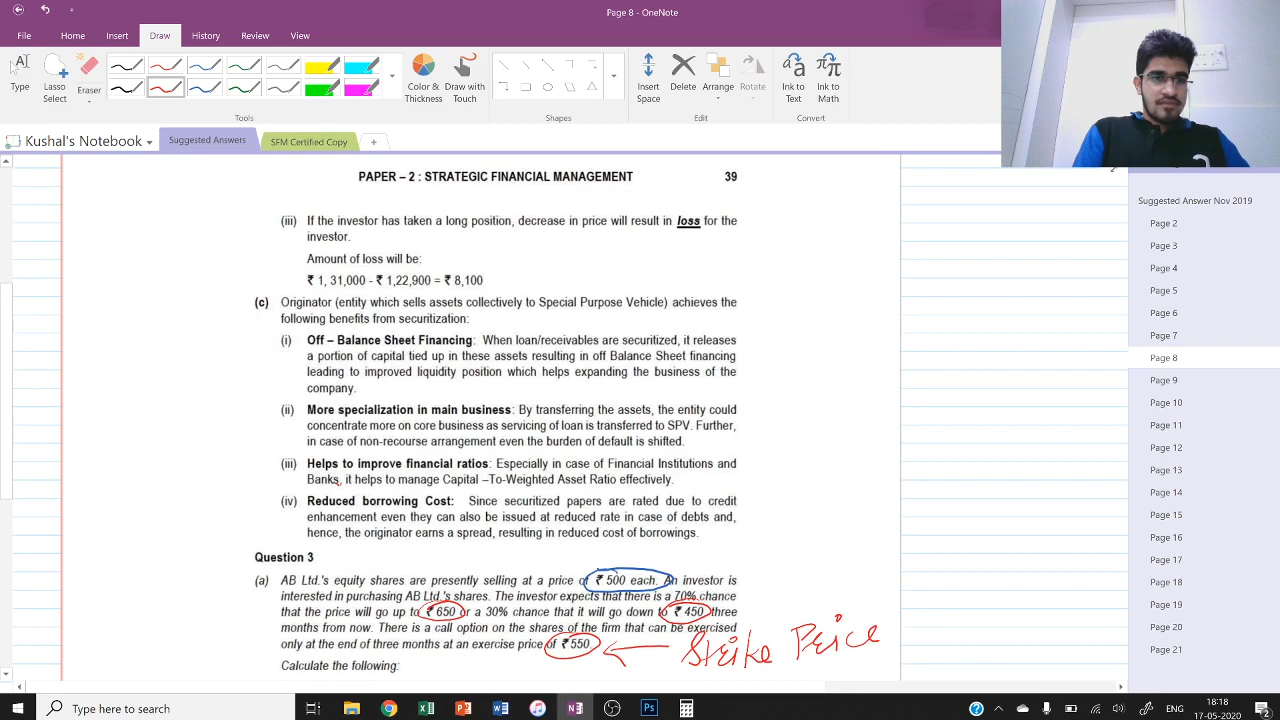 Page 8 - OneNote
File
Home
Insert
Draw
History
Review
View
Type
Lasso
Select
Eraser
Color &
Thickness
Draw with
Touch
Insert
Space
Delete
Arrange
Rotate
Ink to
Text
Ink to
Math
Tools
Shapes
Edit
Convert
Kushal's Notebook
Suggested Answers
SFM Certified Copy
+
PAPER – 2 : STRATEGIC FINANCIAL MANAGEMENT 39
(iii) If the investor has taken a long position, decrease in price will result in loss for the
investor.
Amount of loss will be:
₹ 1, 31,000 - ₹ 1,22,900 = ₹ 8,100
(c) Originator (entity which sells assets collectively to Special Purpose Vehicle) achieves the
following benefits from securitization:
(i) Off – Balance Sheet Financing: When loan/receivables are securitized, it releases
a portion of capital tied up in these assets resulting in off Balance Sheet financing
leading to improved liquidity position which helps expanding the business of the
company.
(ii) More specialization in main business: By transferring the assets, the entity could
concentrate more on core business as servicing of loan is transferred to SPV. Further,
in case of non-recourse arrangement even the burden of default is shifted.
(iii) Helps to improve financial ratios: Especially in case of Financial Institutions and
Banks, it helps to manage Capital –To-Weighted Asset Ratio effectively.
(iv) Reduced borrowing Cost: Since securitized papers are rated due to credit
enhancement even they can also be issued at reduced rate in case of debts and,
hence, the originator earns a spread, resulting in reduced cost of borrowings.
Question 3
(a) AB Ltd.'s equity shares are presently selling at a price of ₹ 500 each. An investor is
interested in purchasing AB Ltd.'s shares. The investor expects that there is a 70% chance
that the price will go up to ₹ 650 or a 30% chance that it will go down to ₹ 450 three
months from now. There is a call option on the shares of the firm that can be exercised
only at the end of three months at an exercise price of ₹ 550.
Strike Price
Calculate the following:
Suggested Answer Nov 2019
Page 2
Page 3
Page 4
Page 5
Page 6
Page 7
Page 8
Page 9
Page 10
Page 11
Page 12
Page 13
Page 14
Page 15
Page 16
Page 17
Page 18
Page 19
Page 20
Page 21
Type here to search
18:18
17-05-2020